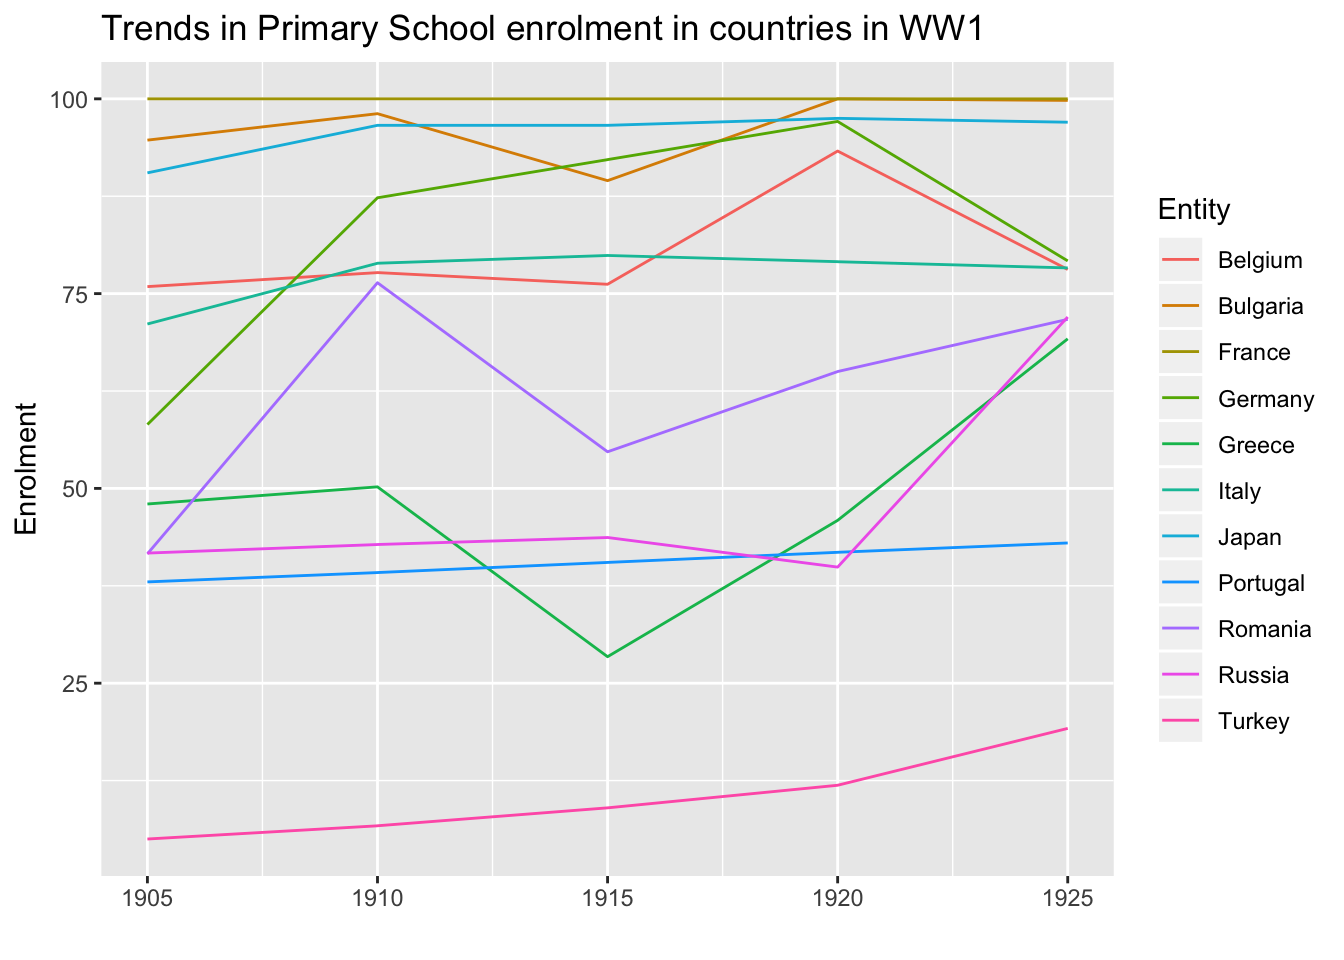 Trends in Primary School enrolment in countries in WW1
Enrolment
100
75
50
25
1905
1910
1915
1920
1925
Entity
Belgium
Bulgaria
France
Germany
Greece
Italy
Japan
Portugal
Romania
Russia
Turkey